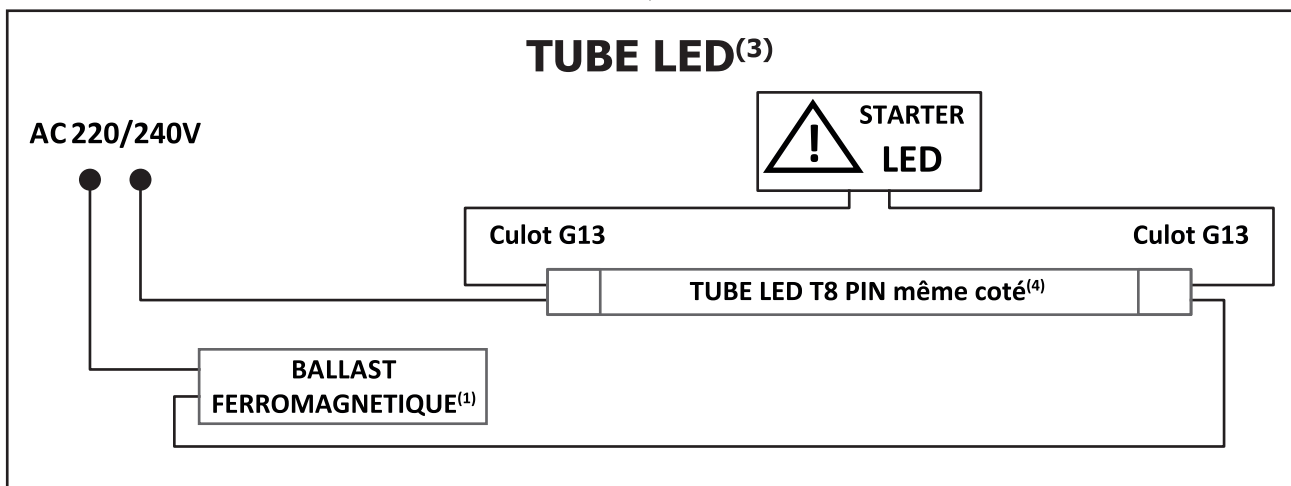 TUBE LED(3)
AC 220/240V
!
STARTER
LED
Culot G13
Culot G13
TUBE LED T8 PIN même coté(4)
BALLAST
FERROMAGNETIQUE(1)